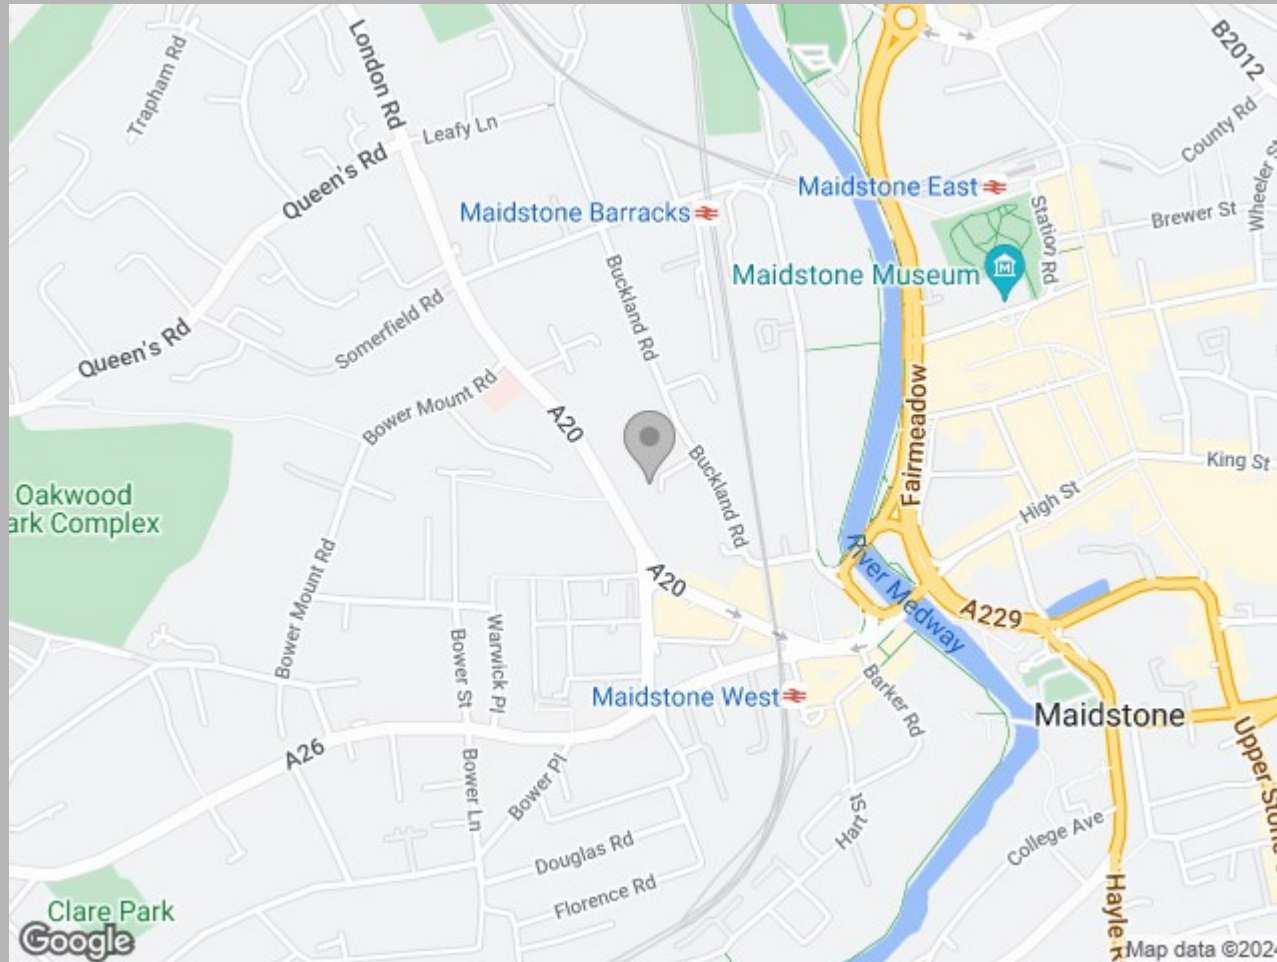 Trapham Rd
London Rd
B2012
Leafy Ln
County Rd
Queen's Rd
Maidstone East
Wheeler St
Maidstone Barracks
Station Rd
Brewer St
Maidstone Museum
Buckland Rd
Somerfield Rd
Queen's Rd
Bower Mount Rd
Fairmeadow
A20
Buckland Rd
King St
High St
Oakwood
ark Complex
Bower Mount Rd
A20
River Medway
A229
Warwick Pl
Bower St
Barker Rd
Maidstone West
Maidstone
A26
Bower Pl
Bower Ln
Upper Stone
Hart St
College Ave
Douglas Rd
Florence Rd
Hayle R
Clare Park
Google
Map data ©2024